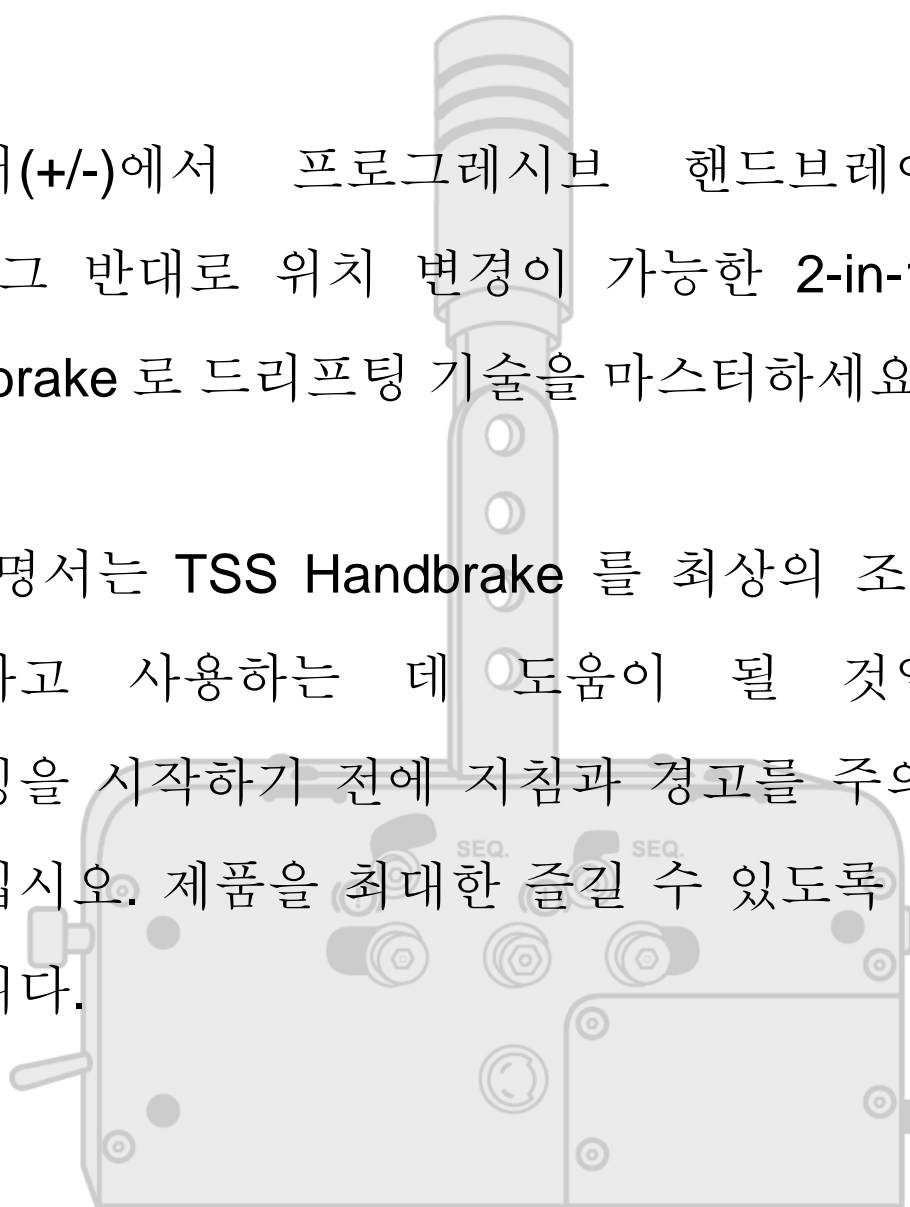 (+/-)에서 프로그레시브 핸드브레이
그 반대로 위치 변경이 가능한 2-in-1
brake 로 드리프팅 기술을 마스터하세요
명서는 TSS Handbrake 를 최상의 조
하고 사용하는 데 도움이 될 것
을 시작하기 전에 지침과 경고를 주의
십시오. 제품을 최대한 즐길 수 있도록
니다.
SEQ. SEQ.